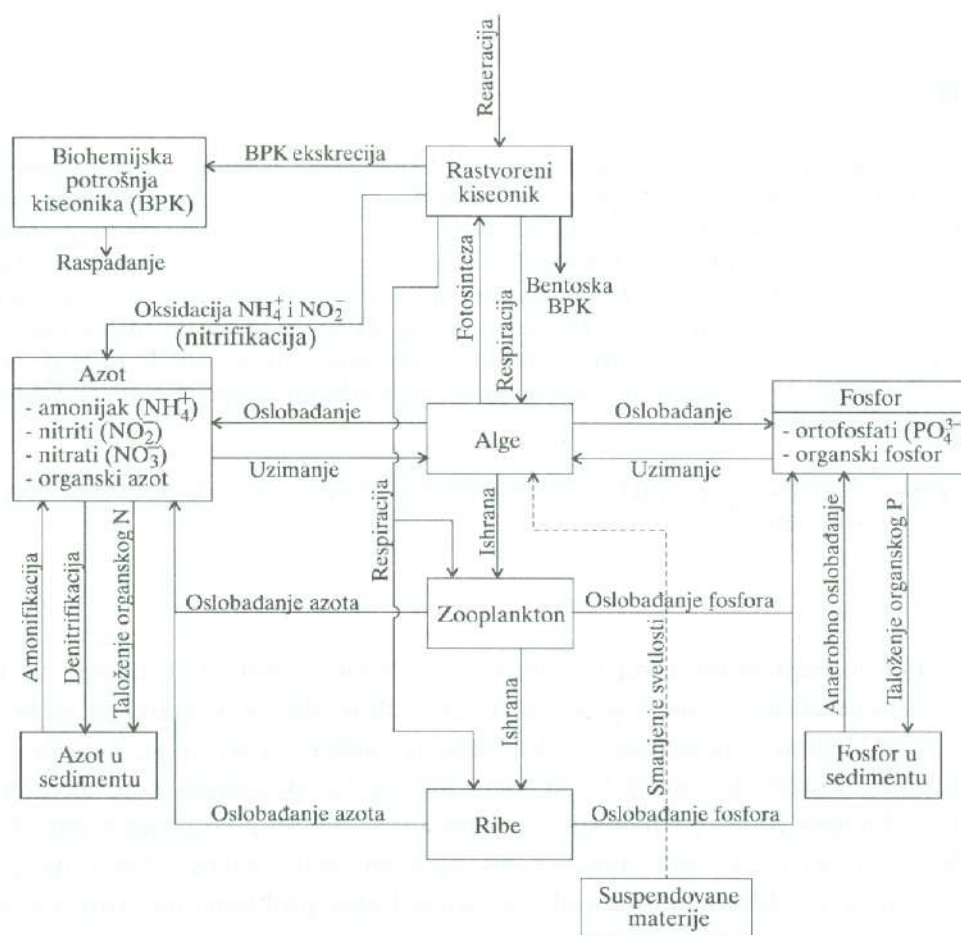 Reaeracija
Biohemijska
potrošnja
kiseonika (BPK)
BPK ekskrecija
Rastvoreni
kiseonik
Raspadanje
Fotosinteza
Respiracija
Bentoska
BPK
Oksidacija NH₄⁺ i NO₂⁻
(nitrifikacija)
Azot
- amonijak (NH₄⁺)
- nitriti (NO₂⁻)
- nitrati (NO₃⁻)
- organski azot
Oslobađanje
Uzimanje
Alge
Oslobađanje
Uzimanje
Fosfor
- ortofosfati (PO₄³⁻)
- organski fosfor
Amonifikacija
Denitrifikacija
Taloženje organskog N
Respiracija
Ishrana
Smanjenje svetlosti
Anaerobno oslobađanje
Taloženje organskog P
Oslobađanje azota
Zooplankton
Oslobađanje fosfora
Ishrana
Azot u
sedimentu
Fosfor u
sedimentu
Oslobađanje azota
Ribe
Oslobađanje fosfora
Suspendovane
materije